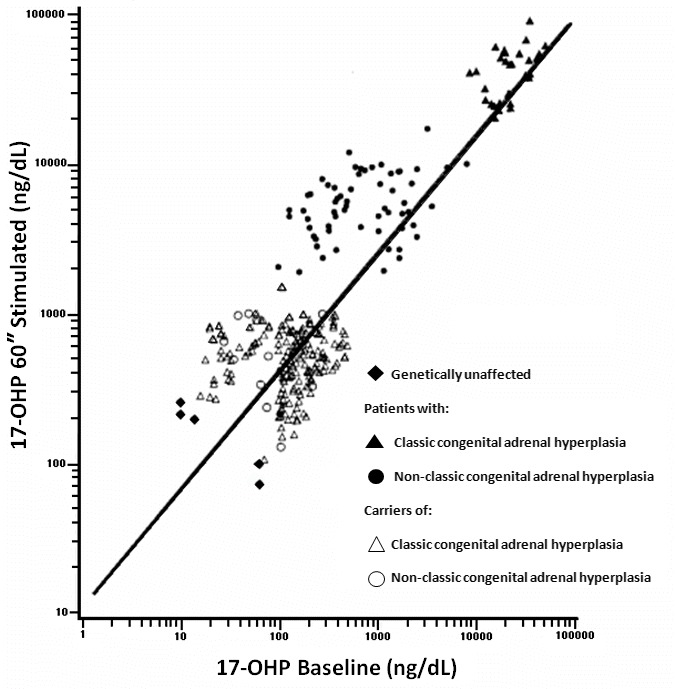 100000
10000
1000
100
10
17-OHP 60″ Stimulated (ng/dL)
Genetically unaffected
Patients with:
Classic congenital adrenal hyperplasia
Non-classic congenital adrenal hyperplasia
Carriers of:
Classic congenital adrenal hyperplasia
Non-classic congenital adrenal hyperplasia
1 10 100 1000 10000 100000
17-OHP Baseline (ng/dL)